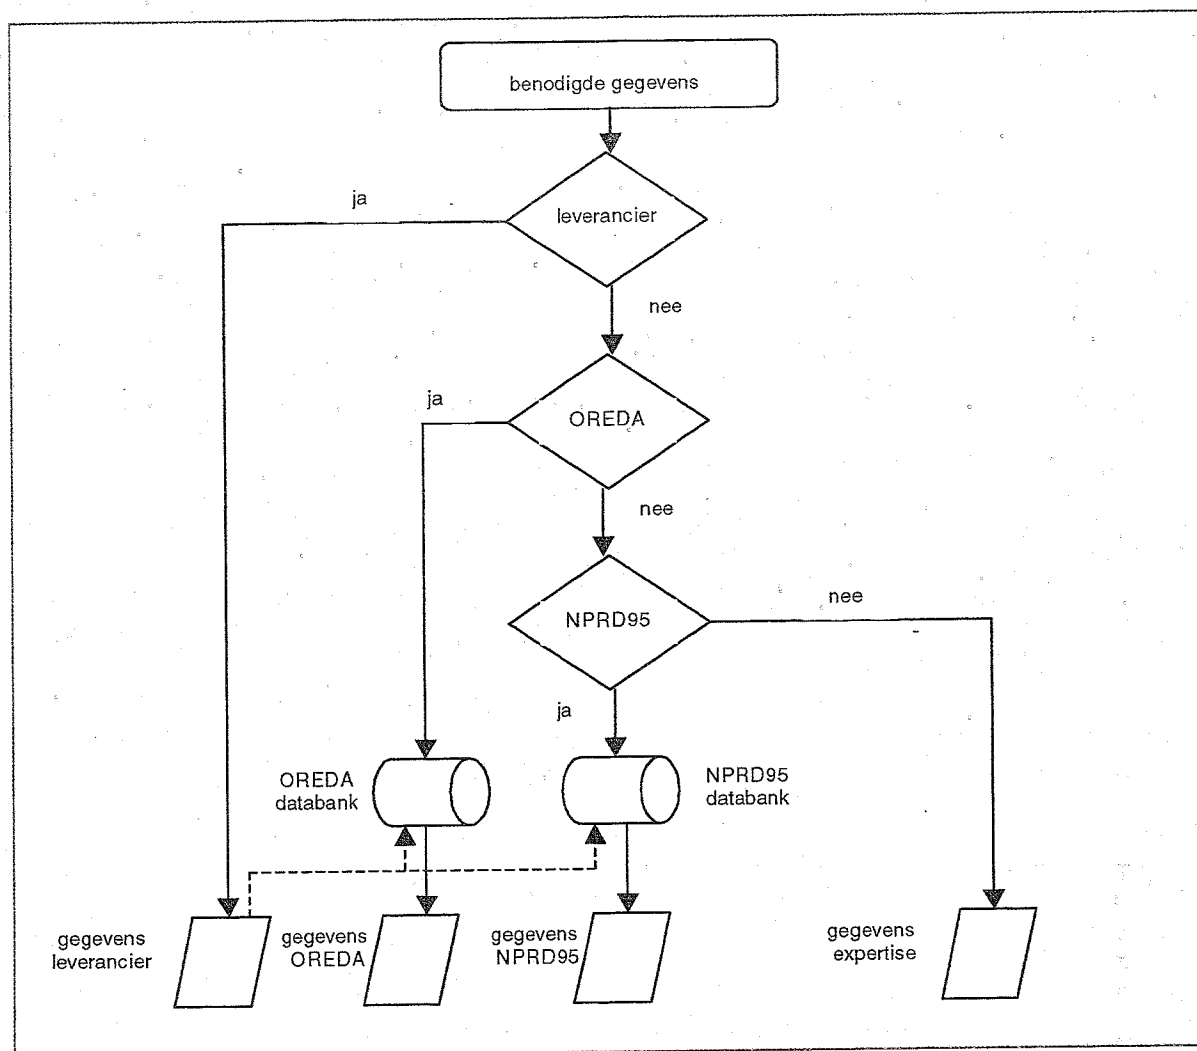 benodigde gegevens
ja
leverancier
nee
ja
OREDA
nee
NPRD95
nee
ja
OREDA
databank
NPRD95
databank
gegevens
leverancier
gegevens
OREDA
gegevens
NPRD95
gegevens
expertise